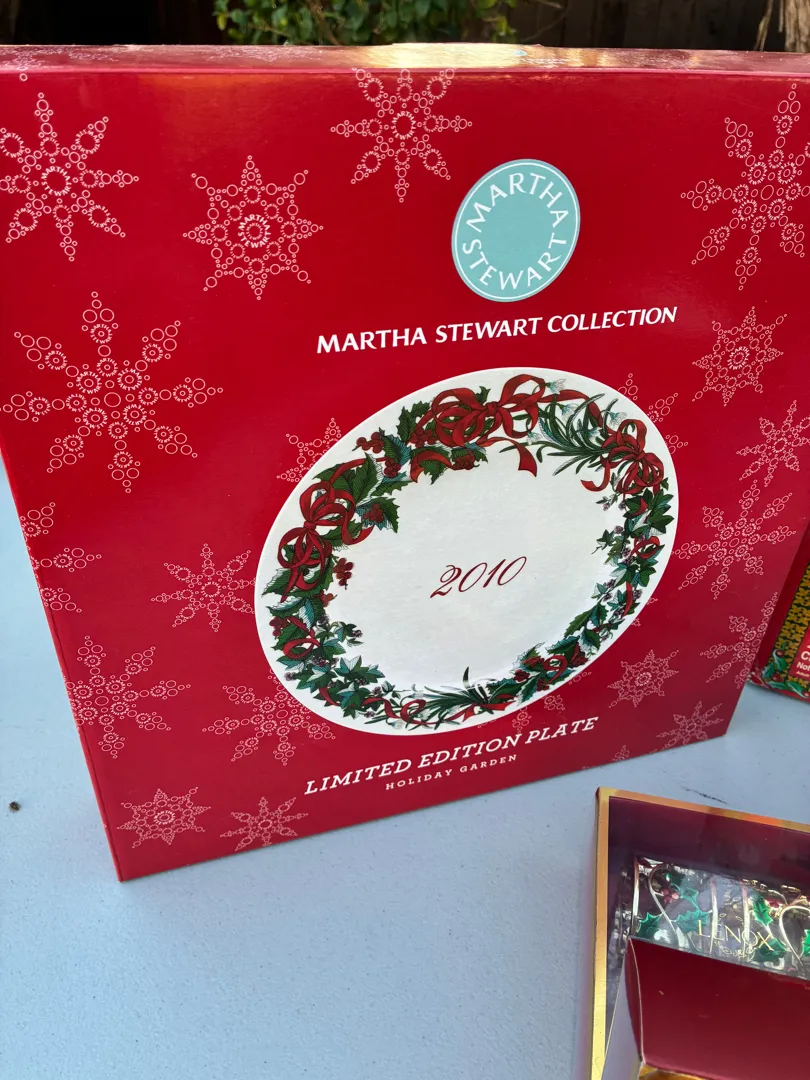 MARTHA STEWART
MARTHA STEWART COLLECTION
2010
LIMITED EDITION PLATE
HOLIDAY GARDEN
LENOX